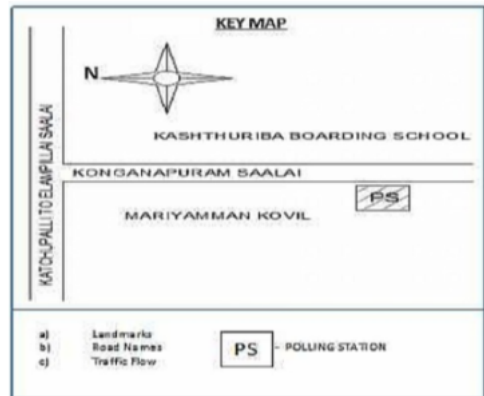 KEY MAP
N
KASHTHURIBA BOARDING SCHOOL
KATCHUPALLI TO ELAMPILLAI SAALAI
KONGANAPURAM SAALAI
PS
MARIYAMMAN KOVIL
a) Landmarks
b) Road Names
c) Traffic Flow
PS - POLLING STATION